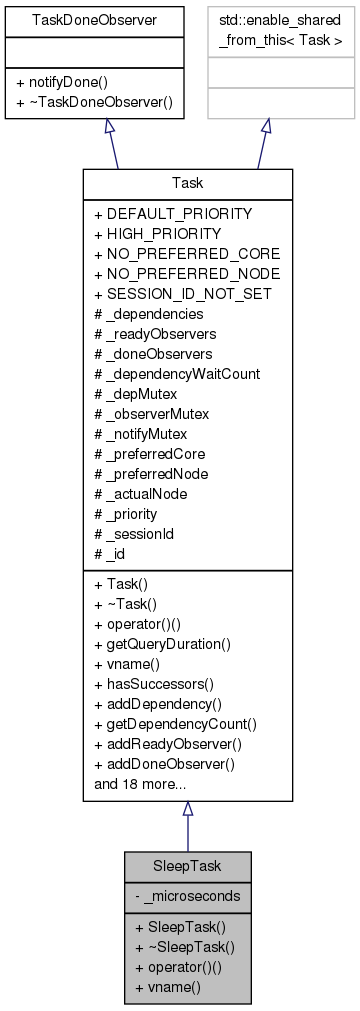 TaskDoneObserver
+ notifyDone()
+ ~TaskDoneObserver()
std::enable_shared
_from_this< Task >
Task
+ DEFAULT_PRIORITY
+ HIGH_PRIORITY
+ NO_PREFERRED_CORE
+ NO_PREFERRED_NODE
+ SESSION_ID_NOT_SET
# _dependencies
# _readyObservers
# _doneObservers
# _dependencyWaitCount
# _depMutex
# _observerMutex
# _notifyMutex
# _preferredCore
# _preferredNode
# _actualNode
# _priority
# _sessionId
# _id
+ Task()
+ ~Task()
+ operator()()
+ getQueryDuration()
+ vname()
+ hasSuccessors()
+ addDependency()
+ getDependencyCount()
+ addReadyObserver()
+ addDoneObserver()
and 18 more...
SleepTask
- _microseconds
+ SleepTask()
+ ~SleepTask()
+ operator()()
+ vname()